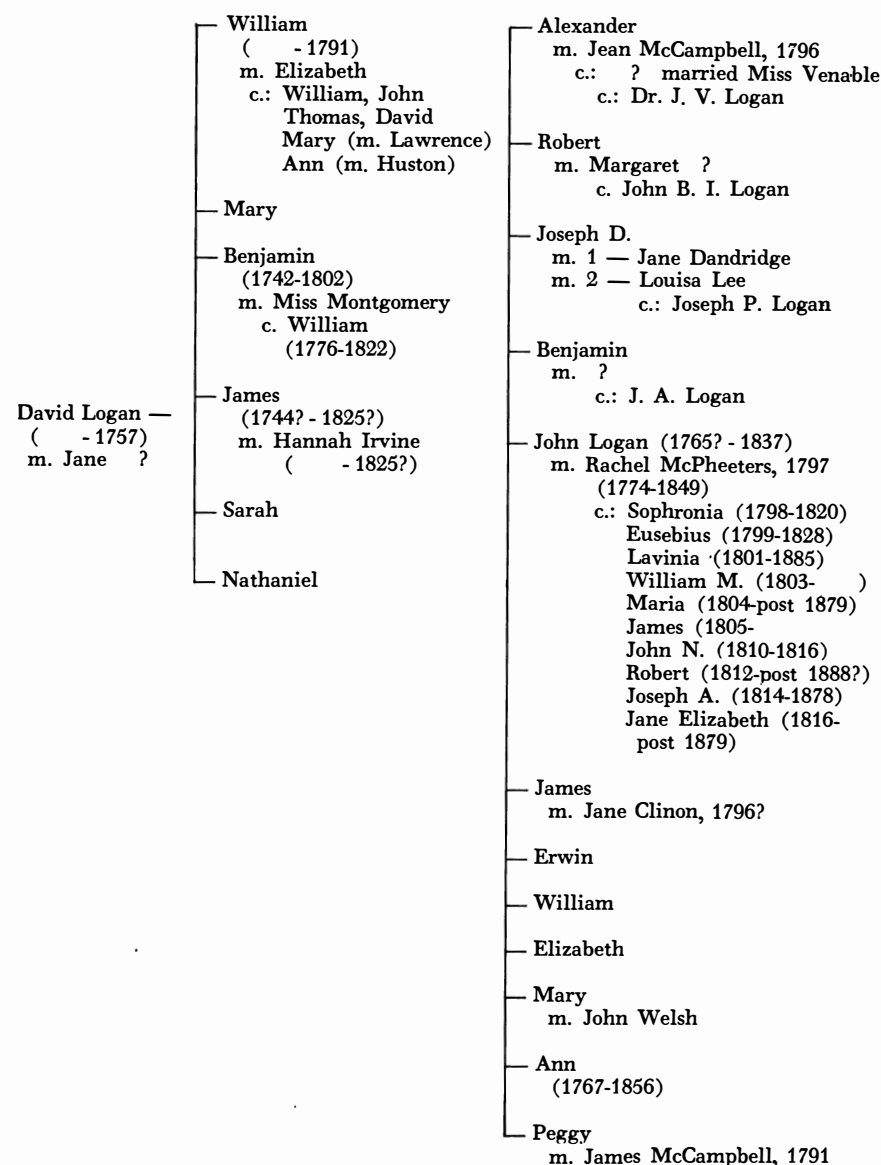 David Logan —
( - 1757)
m. Jane ?
William
( - 1791)
m. Elizabeth
c.: William, John
Thomas, David
Mary (m. Lawrence)
Ann (m. Huston)
Mary
Benjamin
(1742-1802)
m. Miss Montgomery
c. William
(1776-1822)
James
(1744? - 1825?)
m. Hannah Irvine
( - 1825?)
Sarah
Nathaniel
Alexander
m. Jean McCampbell, 1796
c.: ? married Miss Venable
c.: Dr. J. V. Logan
Robert
m. Margaret ?
c. John B. I. Logan
Joseph D.
m. 1 — Jane Dandridge
m. 2 — Louisa Lee
c.: Joseph P. Logan
Benjamin
m. ?
c.: J. A. Logan
John Logan (1765? - 1837)
m. Rachel McPheeters, 1797
(1774-1849)
c.: Sophronia (1798-1820)
Eusebius (1799-1828)
Lavinia (1801-1885)
William M. (1803- )
Maria (1804-post 1879)
James (1805-
John N. (1810-1816)
Robert (1812-post 1888?)
Joseph A. (1814-1878)
Jane Elizabeth (1816-
post 1879)
James
m. Jane Clinon, 1796?
Erwin
William
Elizabeth
Mary
m. John Welsh
Ann
(1767-1856)
Peggy
m. James McCampbell, 1791